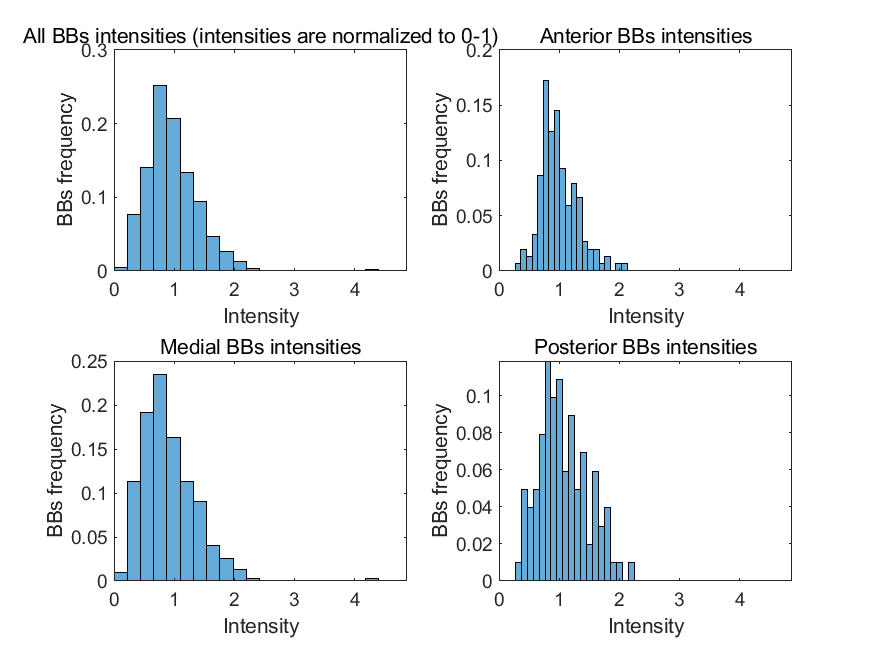 All BBs intensities (intensities are normalized to 0-1)
0.3
0.2
0.1
0
BBs frequency
0 1 2 3 4
Intensity
Anterior BBs intensities
0.2
0.15
0.1
0.05
0
BBs frequency
0 1 2 3 4
Intensity
Medial BBs intensities
0.25
0.2
0.15
0.1
0.05
0
BBs frequency
0 1 2 3 4
Intensity
Posterior BBs intensities
0.1
0.08
0.06
0.04
0.02
0
BBs frequency
0 1 2 3 4
Intensity